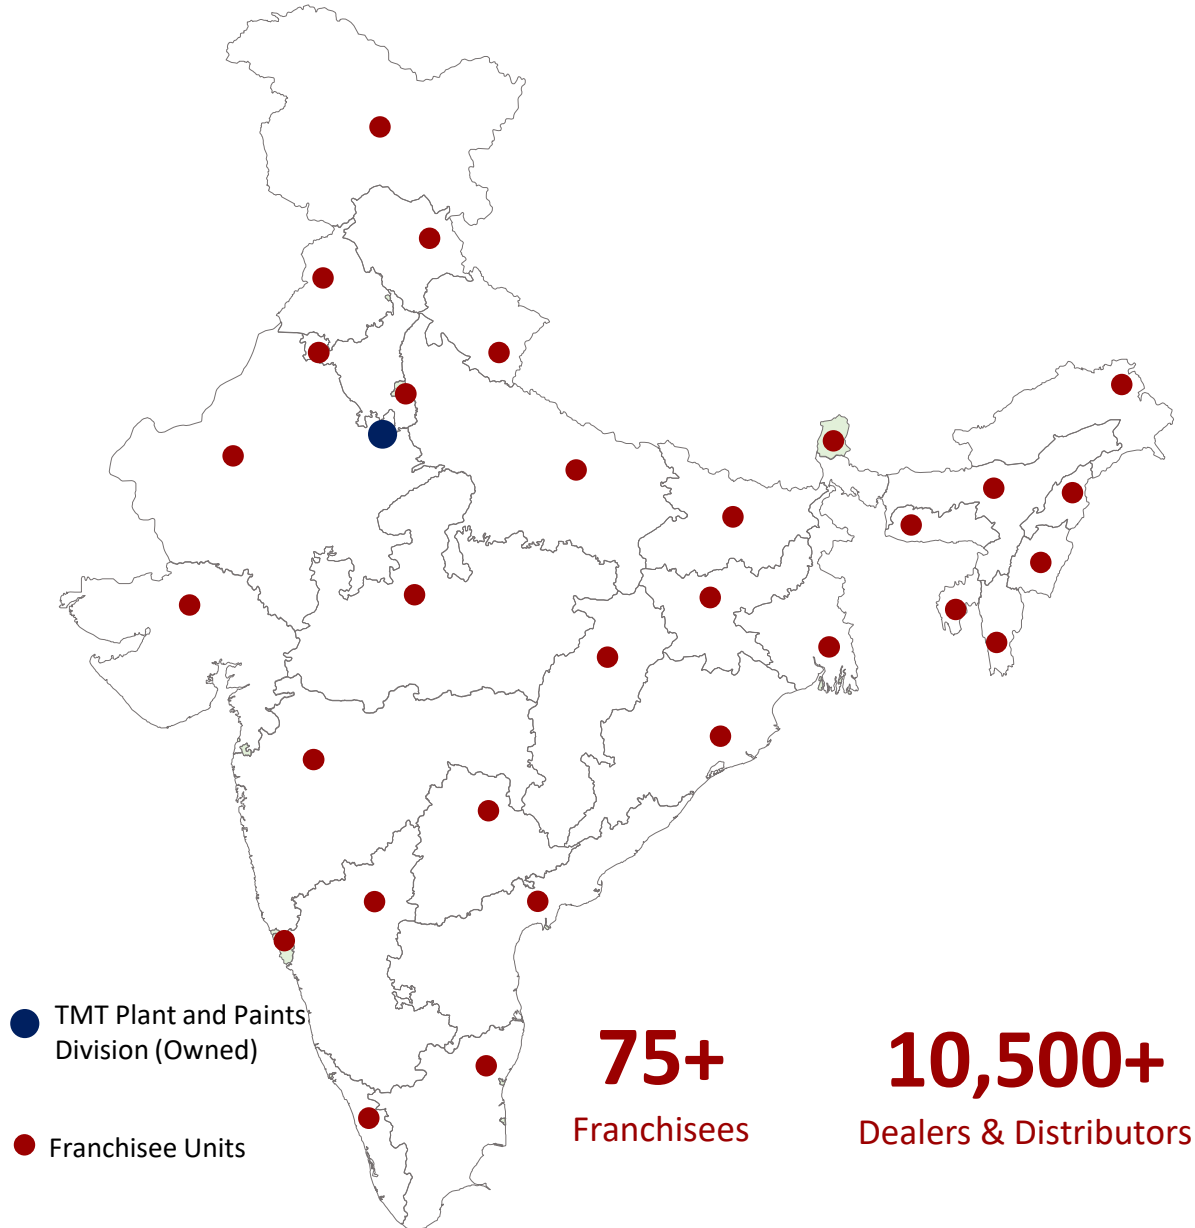 TMT Plant and Paints
Division (Owned)
Franchisee Units
75+
Franchisees
10,500+
Dealers & Distributors